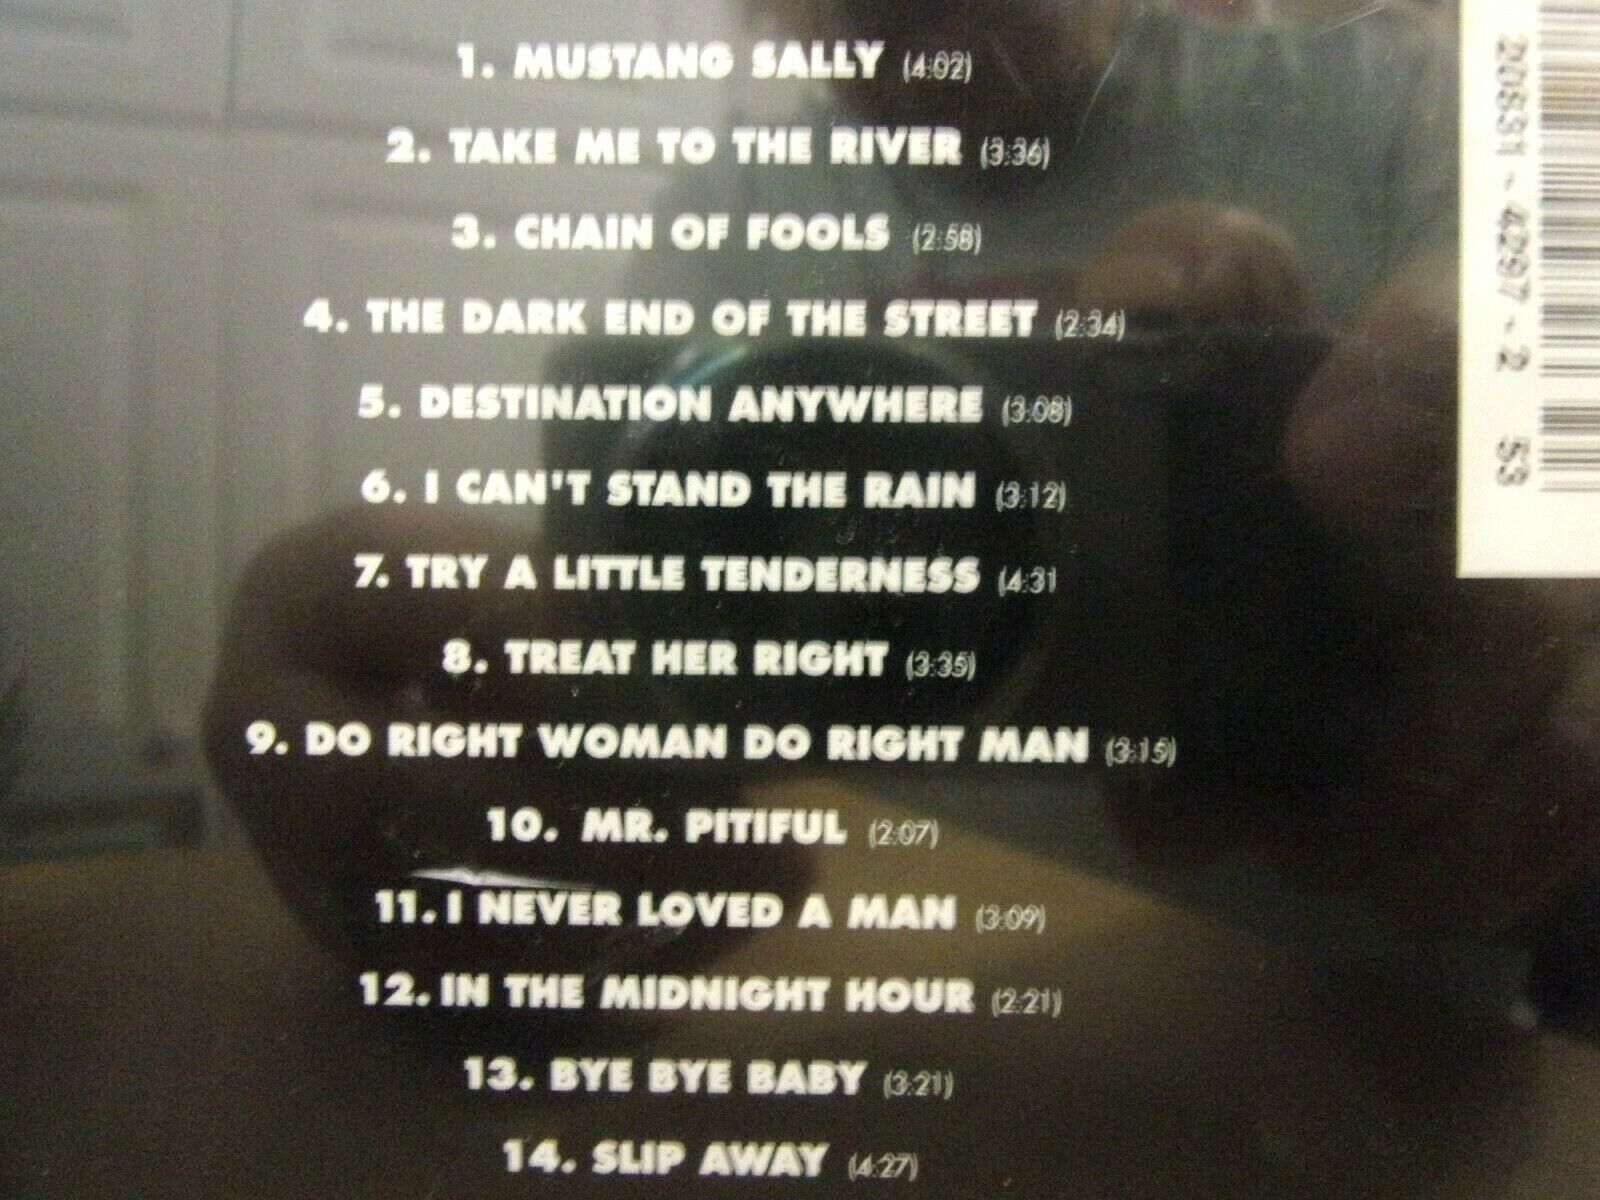 1. MUSTANG SALLY (4:02)
2. TAKE ME TO THE RIVER (3:36)
3. CHAIN OF FOOLS (2:58)
4. THE DARK END OF THE STREET (2:34)
5. DESTINATION ANYWHERE (3:08)
6. I CAN'T STAND THE RAIN (3:12)
7. TRY A LITTLE TENDERNESS (4:31
8. TREAT HER RIGHT (3:35)
9. DO RIGHT WOMAN DO RIGHT MAN (3:15)
10. MR. PITIFUL (2:07)
11. I NEVER LOVED A MAN (3:09)
12. IN THE MIDNIGHT HOUR (2:21)
13. BYE BYE BABY (3:21)
14. SLIP AWAY (4:27)
20831-4297-2 53